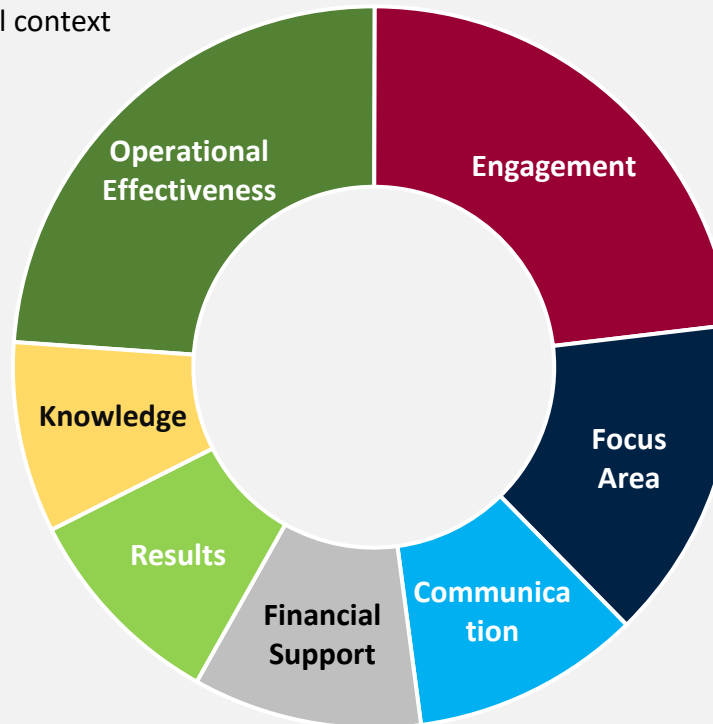 l context
Operational
Effectiveness
Engagement
Knowledge
Focus
Area
Results
Communica
tion
Financial
Support